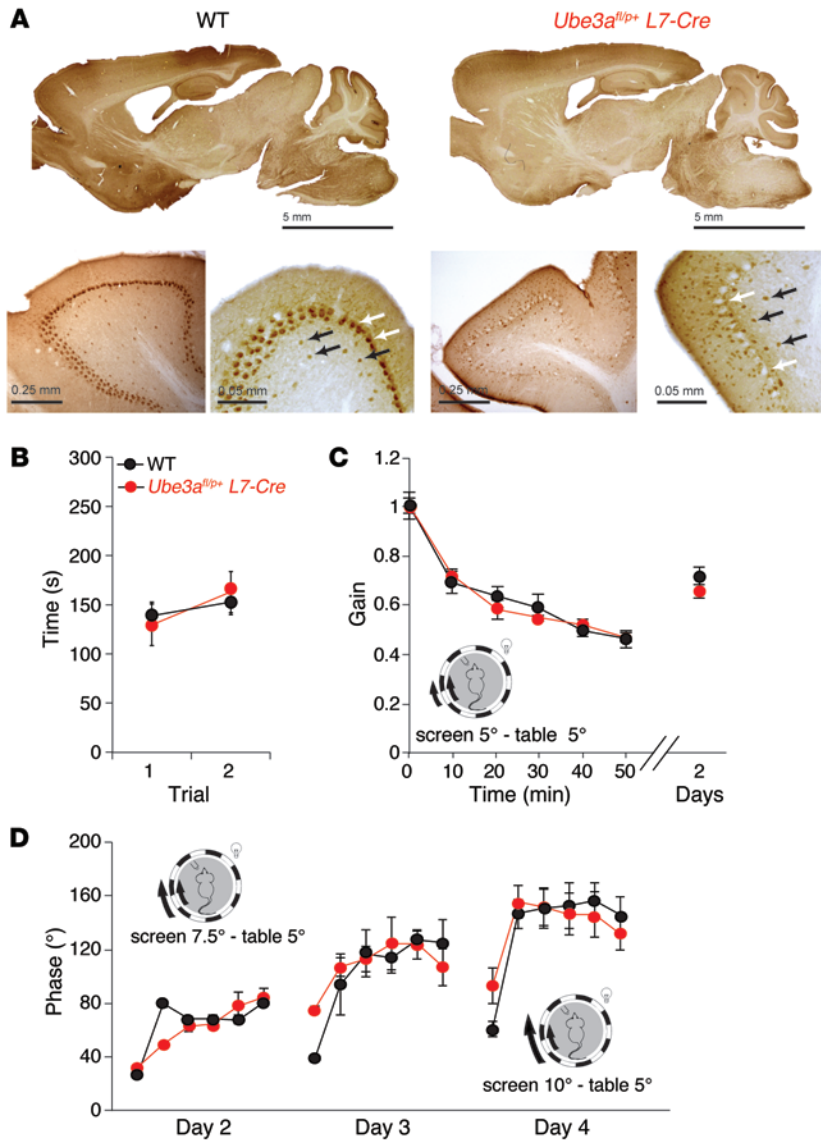 A
WT
Ube3a^fl/p+ L7-Cre
5 mm
5 mm
0.25 mm
0.05 mm
0.25 mm
0.05 mm
B
300
250
200
150
100
50
0
Time (s)
1
2
Trial
WT
Ube3a^fl/p+ L7-Cre
C
1.2
1
0.8
0.6
0.4
0.2
0
Gain
screen 5° - table 5°
0 10 20 30 40 50
2
Time (min)
Days
D
200
160
120
80
40
0
Phase (°)
screen 7.5° - table 5°
screen 10° - table 5°
Day 2
Day 3
Day 4